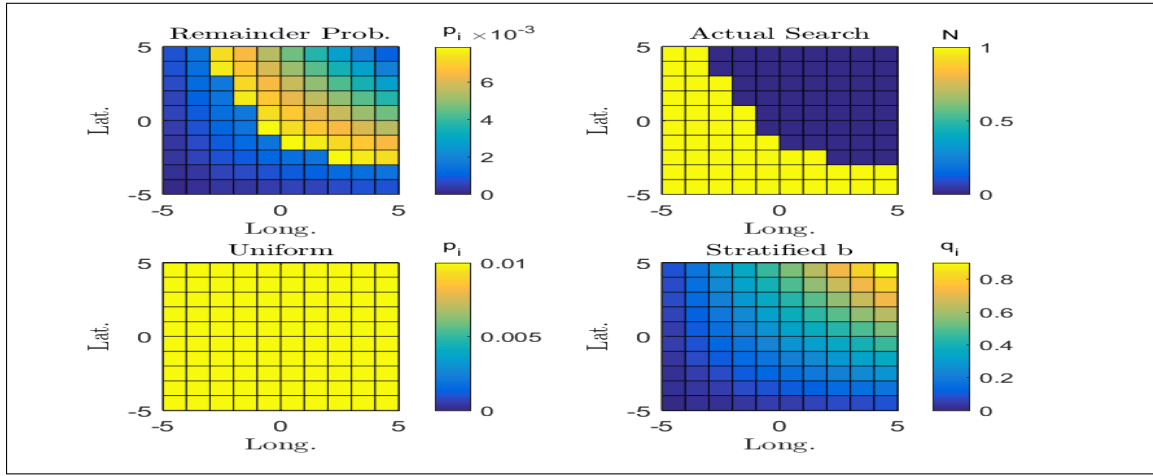 Remainder Prob.
p_i ×10^-3
5
0
-5
Lat.
-5
0
5
Long.
6
4
2
0
Actual Search
N
5
0
-5
Lat.
-5
0
5
Long.
1
0.5
0
Uniform
p_i
5
0
-5
Lat.
-5
0
5
Long.
0.01
0.005
0
Stratified b
q_i
5
0
-5
Lat.
-5
0
5
Long.
0.8
0.6
0.4
0.2
0